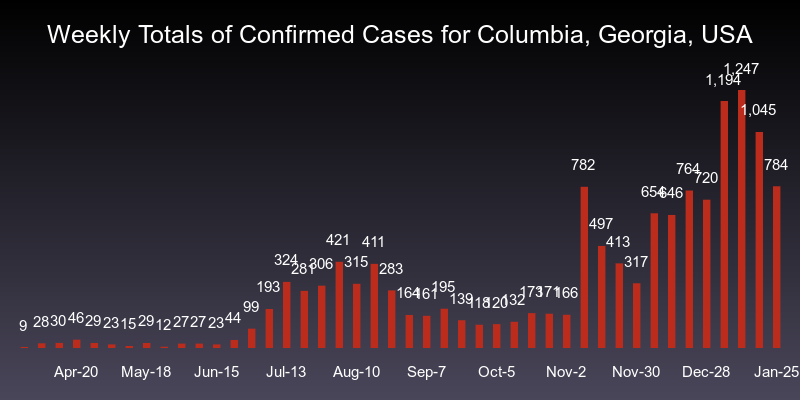 Weekly Totals of Confirmed Cases for Columbia, Georgia, USA
9 28 30 46 29 23 15 29 12 27 27 23 44 99 193 324 281 306 421 315 411 283 164 161 195 139 118 120 132 173 171 166 782 497 413 317 654 646 764 720 1,194 1,247 1,045 784
Apr-20 May-18 Jun-15 Jul-13 Aug-10 Sep-7 Oct-5 Nov-2 Nov-30 Dec-28 Jan-25